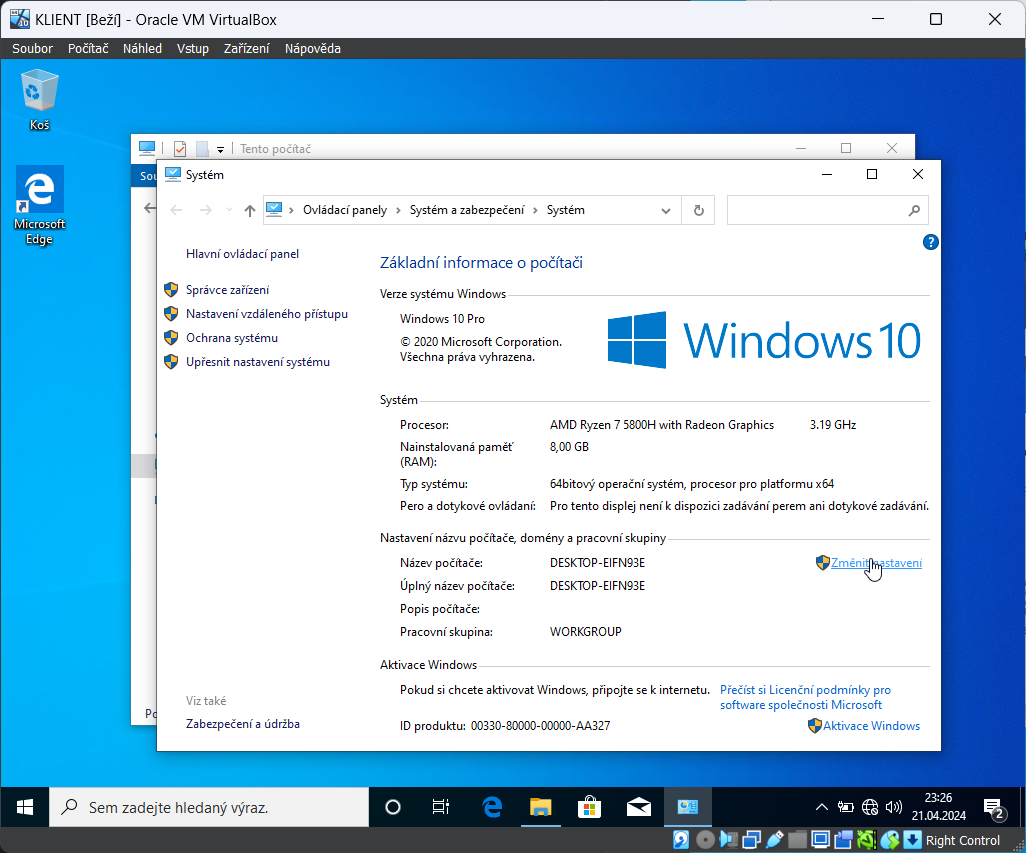 KLIENT [Beží] - Oracle VM VirtualBox
Soubor Počítač Náhled Vstup Zařízení Nápověda
Koš
Microsoft
Edge
Tento počítač
Sou
Systém
Ovládací panely › Systém a zabezpečení › Systém
Hlavní ovládací panel
Správce zařízení
Nastavení vzdáleného přístupu
Ochrana systému
Upřesnit nastavení systému
Viz také
Zabezpečení a údržba
Základní informace o počítači
Verze systému Windows
Windows 10 Pro
© 2020 Microsoft Corporation.
Všechna práva vyhrazena.
Windows 10
Systém
Procesor: AMD Ryzen 7 5800H with Radeon Graphics 3.19 GHz
Nainstalovaná paměť 8,00 GB
(RAM):
Typ systému: 64bitový operační systém, procesor pro platformu x64
Pero a dotykové ovládání: Pro tento displej není k dispozici zadávání perem ani dotykové zadávání.
Nastavení názvu počítače, domény a pracovní skupiny
Název počítače: DESKTOP-EIFN93E Změnit nastavení
Úplný název počítače: DESKTOP-EIFN93E
Popis počítače:
Pracovní skupina: WORKGROUP
Aktivace Windows
Pokud si chcete aktivovat Windows, připojte se k internetu. Přečíst si Licenční podmínky pro
software společnosti Microsoft
ID produktu: 00330-80000-00000-AA327 Aktivace Windows
Sem zadejte hledaný výraz.
23:26
21.04.2024
2
Right Control